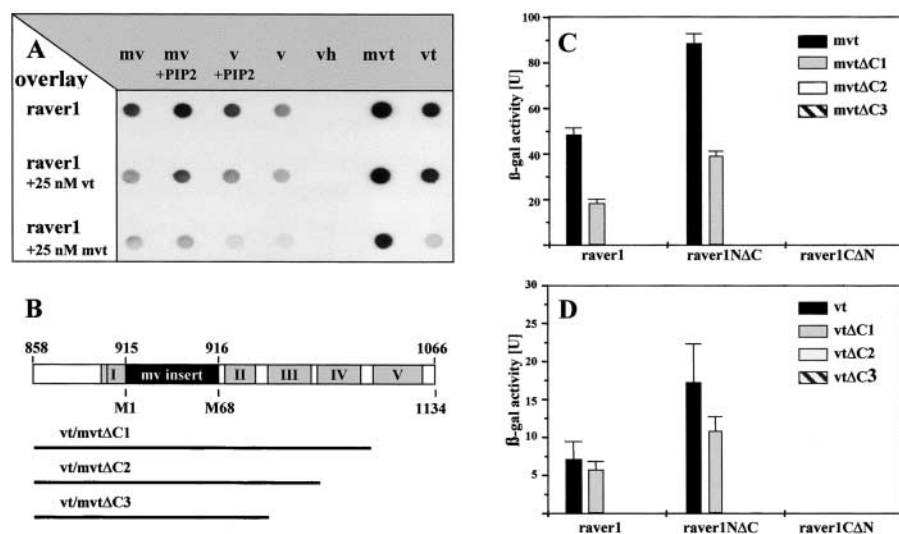 A
overlay
mv mv v v vh mvt vt
+PIP2 +PIP2
raver1
raver1
+25 nM vt
raver1
+25 nM mvt
B
858 915 916 1066
I mv insert II III IV V
M1 M68 1134
vt/mvtΔC1
vt/mvtΔC2
vt/mvtΔC3
C
ß-gal activity [U]
100
80
60
40
20
mvt
mvtΔC1
mvtΔC2
mvtΔC3
raver1 raver1NΔC raver1CΔN
D
ß-gal activity [U]
30
25
20
15
10
5
vt
vtΔC1
vtΔC2
vtΔC3
raver1 raver1NΔC raver1CΔN